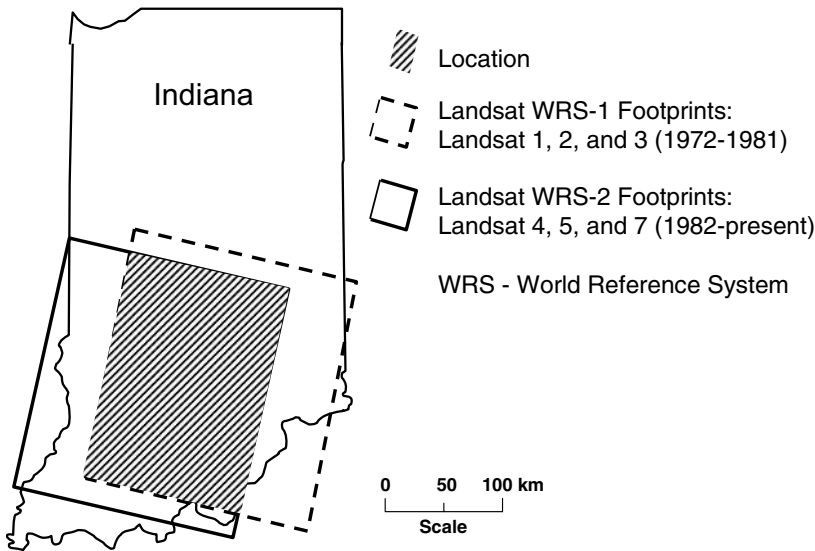 Indiana
Location
Landsat WRS-1 Footprints:
Landsat 1, 2, and 3 (1972-1981)
Landsat WRS-2 Footprints:
Landsat 4, 5, and 7 (1982-present)
WRS - World Reference System
0 50 100 km
Scale